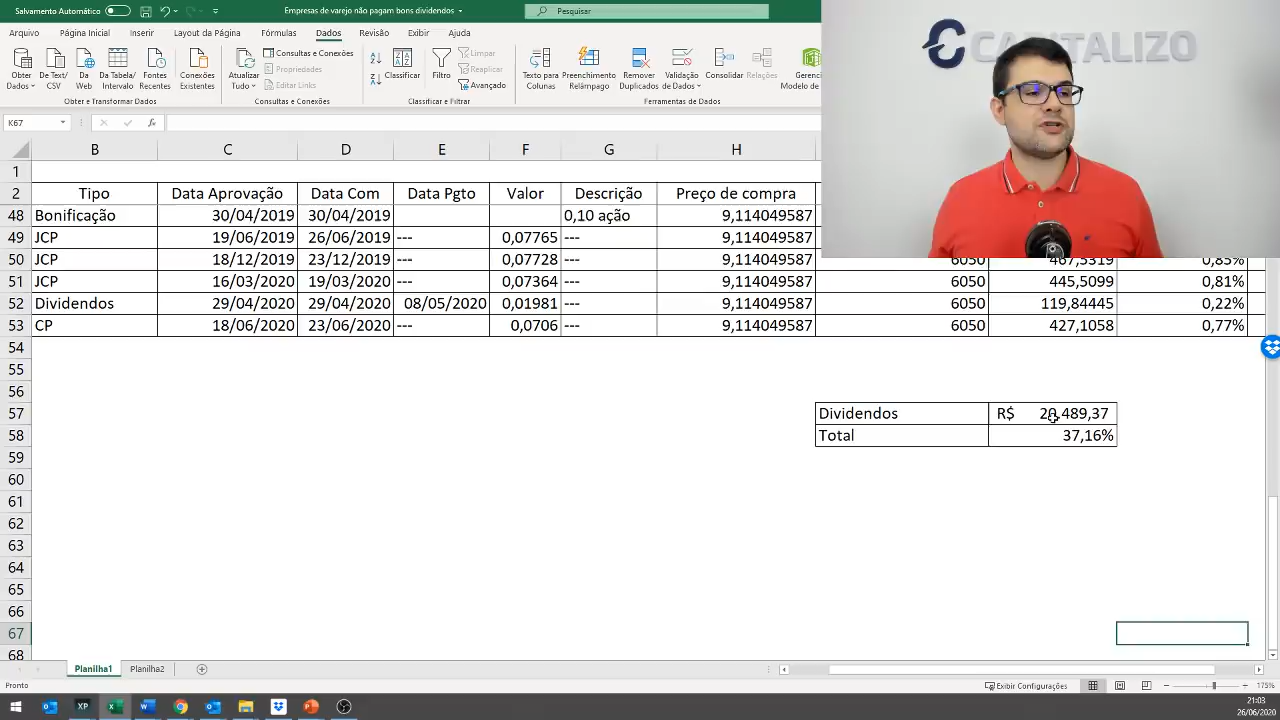 Salvamento Automático
Empresas de varejo não pagam bons dividendos
Pesquisar
CAPITALIZO
Arquivo Página Inicial Inserir Layout da Página Fórmulas Dados Revisão Exibir Ajuda
Obter Dados
De Text/ CSV
Da Web
Da Tabela/ Intervalo
Fontes Recentes
Conexões Existentes
Atualizar Tudo
Consultas e Conexões
Propriedades
Editar Links
Classificar
Filtro
Limpar
Reaplicar
Avançado
Texto para Colunas
Preenchimento Relâmpago
Remover Duplicados
Validação de Dados
Consolidar
Relações
Obter e Transformar Dados
Consultas e Conexões
Classificar e Filtrar
Ferramentas de Dados
K67
B C D E F G H
1
2 Tipo Data Aprovação Data Com Data Pgto Valor Descrição Preço de compra
48 Bonificação 30/04/2019 30/04/2019 0,10 ação 9,114049587
49 JCP 19/06/2019 26/06/2019 --- 0,07765 --- 9,114049587
50 JCP 18/12/2019 23/12/2019 --- 0,07728 --- 9,114049587 6050 467,5319 0,85%
51 JCP 16/03/2020 19/03/2020 --- 0,07364 --- 9,114049587 6050 445,5099 0,81%
52 Dividendos 29/04/2020 29/04/2020 08/05/2020 0,01981 --- 9,114049587 6050 119,84445 0,22%
53 CP 18/06/2020 23/06/2020 --- 0,0706 --- 9,114049587 6050 427,1058 0,77%
54
55
56
57 Dividendos R$ 20.489,37
58 Total 37,16%
59
60
61
62
63
64
65
66
67
68
Planilha1 Planilha2
Pronto
Exibir Configurações
175%
21:03
26/06/2020